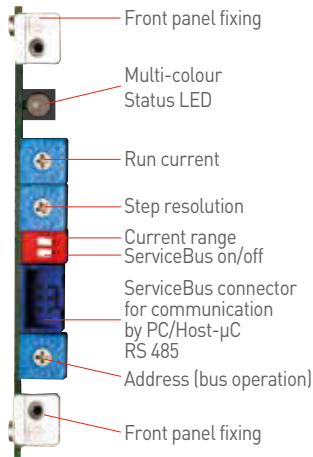 Front panel fixing
Multi-colour
Status LED
Run current
Step resolution
Current range
ServiceBus on/off
ServiceBus connector
for communication
by PC/Host-µC
RS 485
Address (bus operation)
Front panel fixing